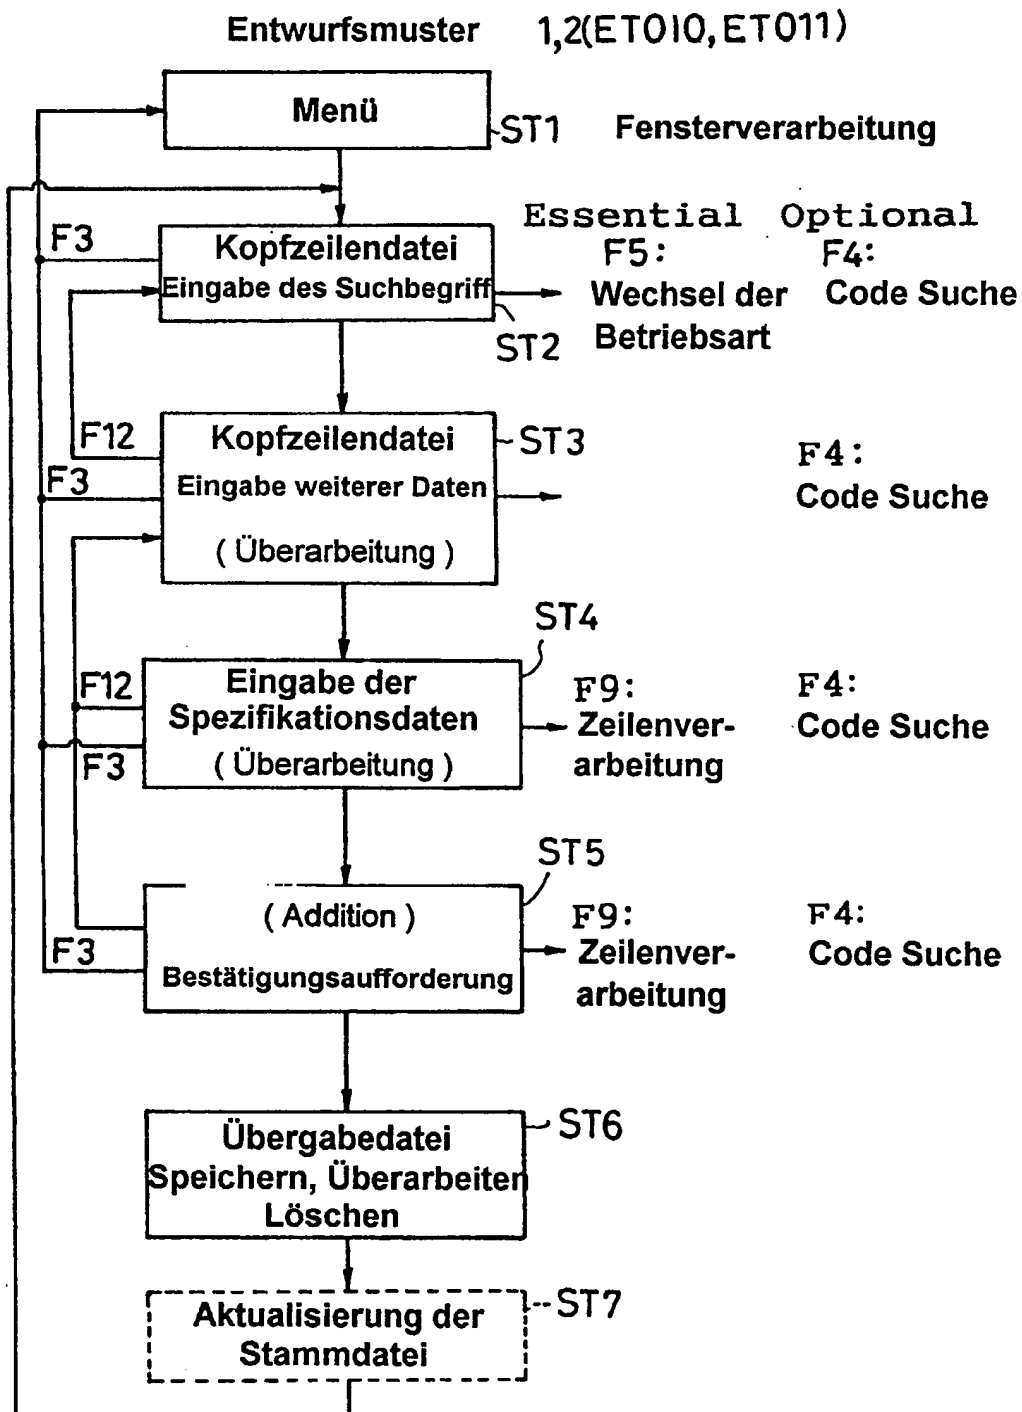 Entwurfsmuster 1,2(ET010, ET011)
Menü
ST1
Fensterverarbeitung
Essential Optional
F3
Kopfzeilendatei
Eingabe des Suchbegriff
F5:
Wechsel der
Betriebsart
F4:
Code Suche
ST2
F12
F3
Kopfzeilendatei
Eingabe weiterer Daten
( Überarbeitung )
ST3
F4:
Code Suche
ST4
F12
F3
Eingabe der
Spezifikationsdaten
( Überarbeitung )
F9:
Zeilenver-
arbeitung
F4:
Code Suche
ST5
F3
( Addition )
Bestätigungsaufforderung
F9:
Zeilenver-
arbeitung
F4:
Code Suche
Übergabedatei
Speichern, Überarbeiten
Löschen
ST6
Aktualisierung der
Stammdatei
ST7